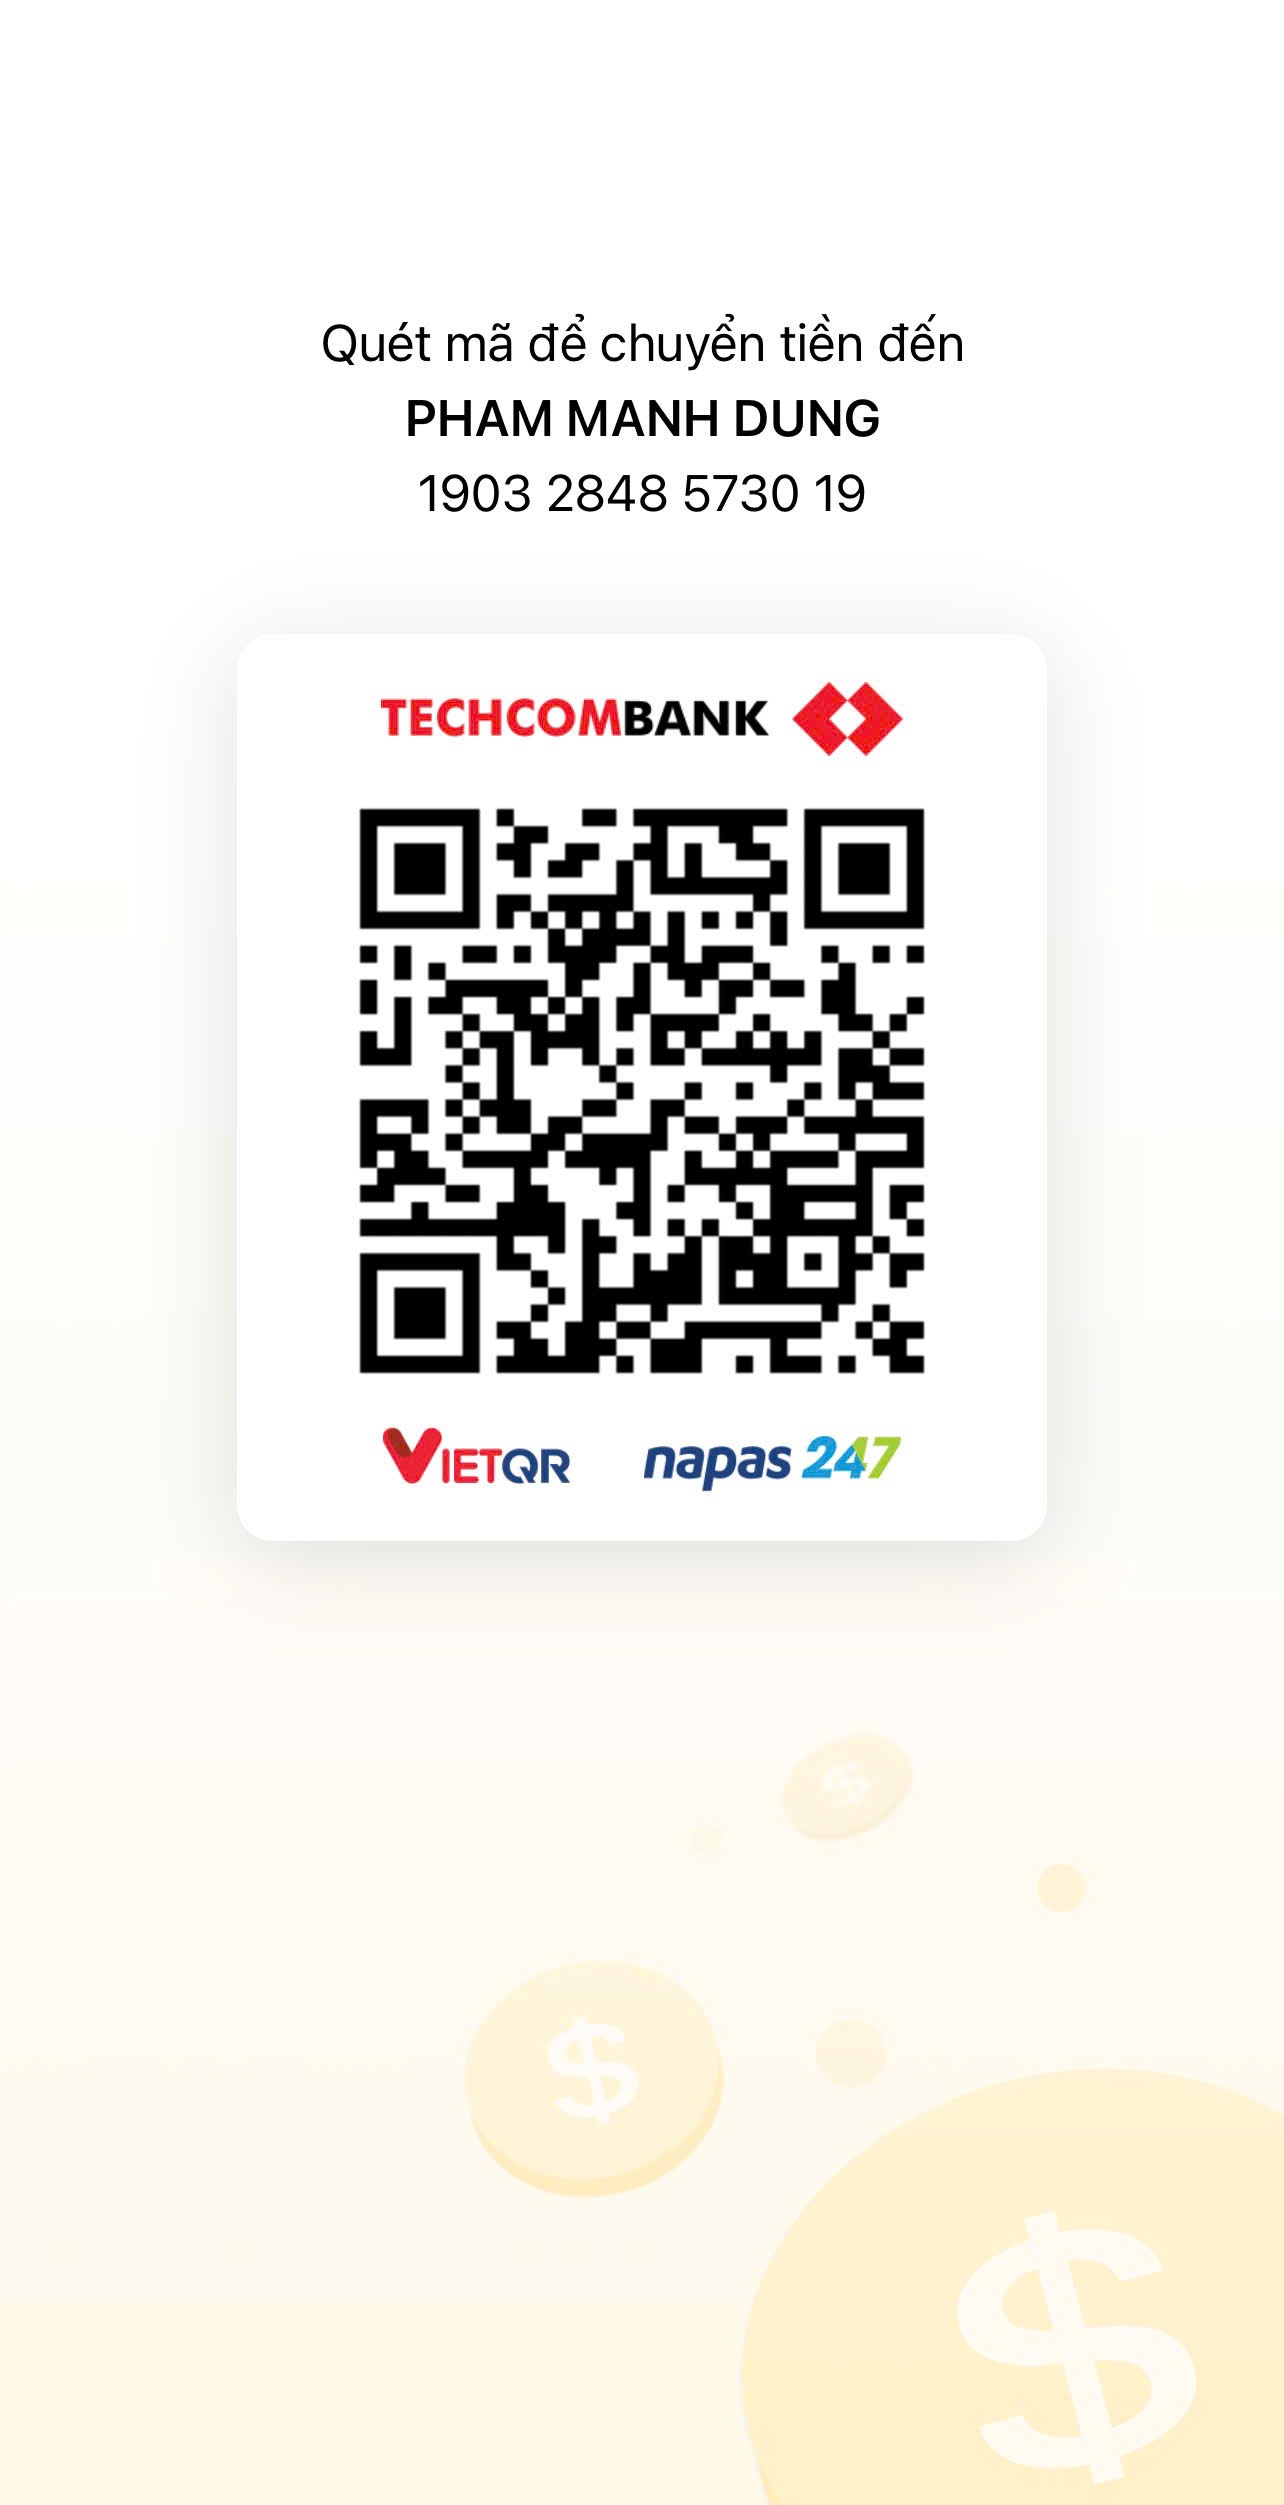 Quét mã để chuyển tiền đến
PHAM MANH DUNG
1903 2848 5730 19
TECHCOMBANK
VIETQR
napas 247
$
$
$